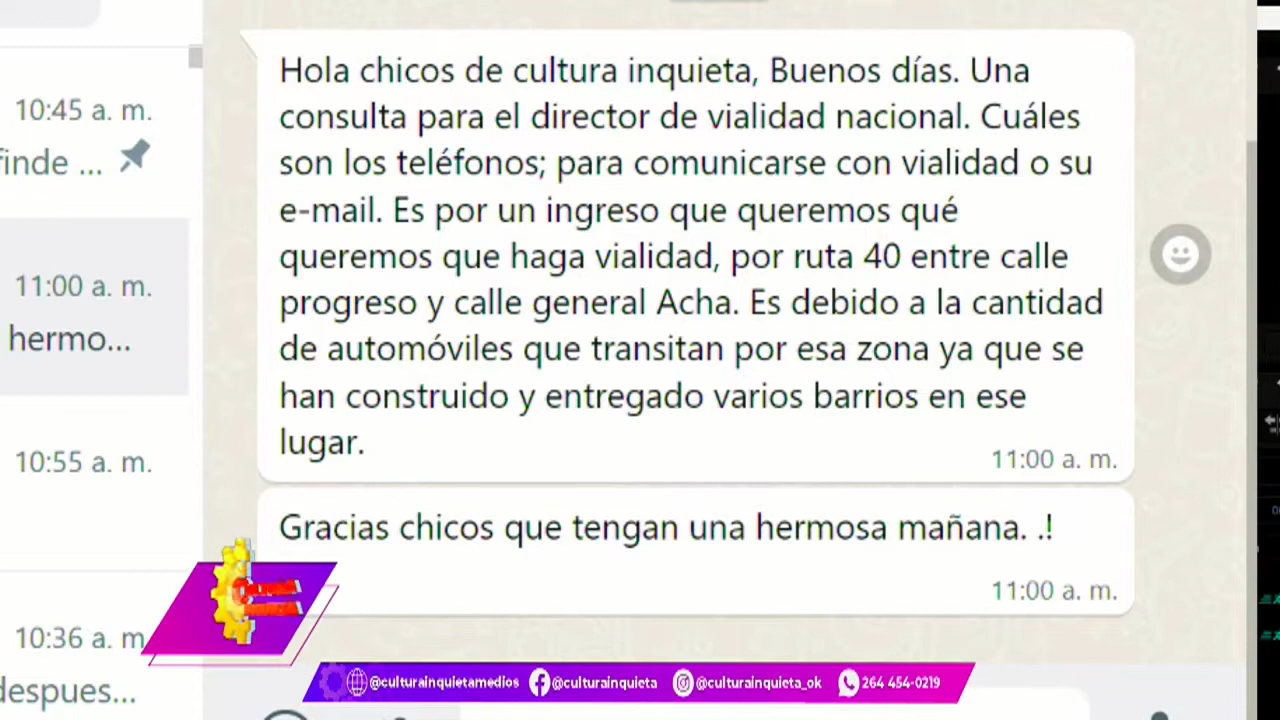 10:45 a. m.
finde ...
11:00 a. m.
hermo...
10:55 a. m.
10:36 a. m
despues...
Hola chicos de cultura inquieta, Buenos días. Una
consulta para el director de vialidad nacional. Cuáles
son los teléfonos; para comunicarse con vialidad o su
e-mail. Es por un ingreso que queremos qué
queremos que haga vialidad, por ruta 40 entre calle
progreso y calle general Acha. Es debido a la cantidad
de automóviles que transitan por esa zona ya que se
han construido y entregado varios barrios en ese
lugar.
11:00 a. m.
Gracias chicos que tengan una hermosa mañana. .!
11:00 a. m.
@culturainquietamedios @culturainquieta @culturainquieta_ok 264 454-0219